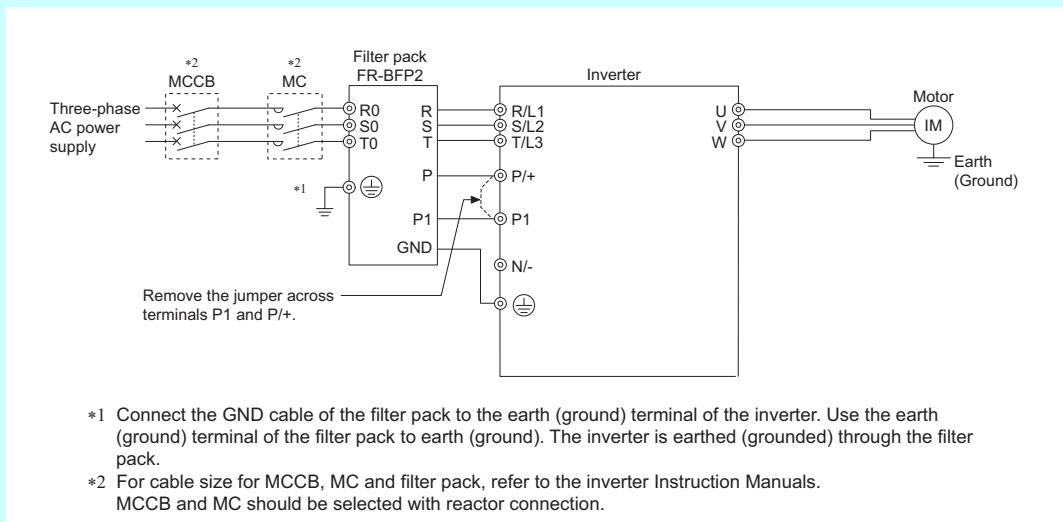 Filter pack
FR-BFP2
*2
MCCB
*2
MC
Inverter
Motor
Three-phase
AC power
supply
R0
S0
T0
R
S
T
R/L1
S/L2
T/L3
U
V
W
IM
Earth
(Ground)
*1
P
P/+
P1
P1
GND
N/-
Remove the jumper across
terminals P1 and P/+.
*1 Connect the GND cable of the filter pack to the earth (ground) terminal of the inverter. Use the earth
(ground) terminal of the filter pack to earth (ground). The inverter is earthed (grounded) through the filter
pack.
*2 For cable size for MCCB, MC and filter pack, refer to the inverter Instruction Manuals.
MCCB and MC should be selected with reactor connection.